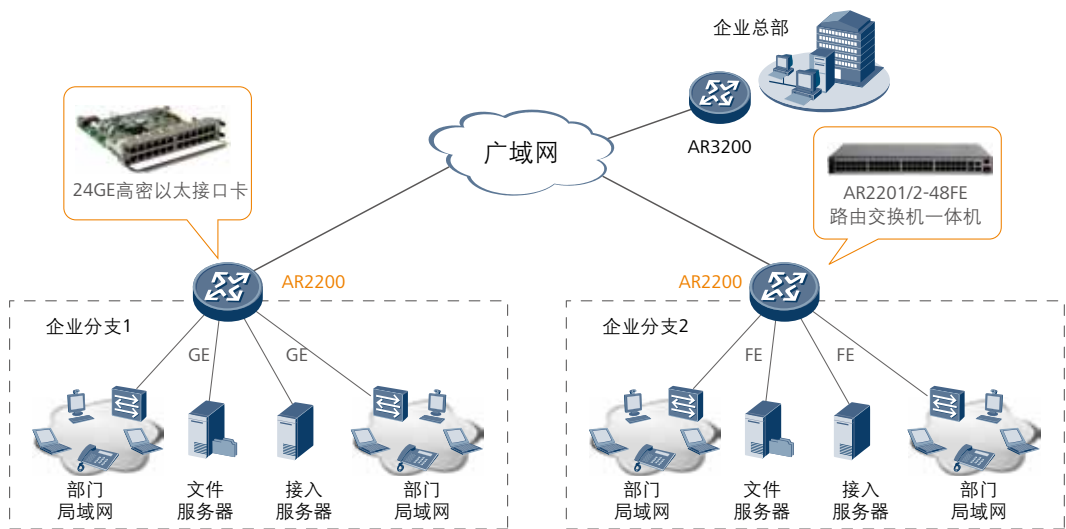 企业总部
AR3200
广域网
24GE高密以太接口卡
AR2201/2-48FE
路由交换机一体机
AR2200
AR2200
企业分支1
GE
GE
部门
局域网
文件
服务器
接入
服务器
部门
局域网
企业分支2
FE
FE
部门
局域网
文件
服务器
接入
服务器
部门
局域网